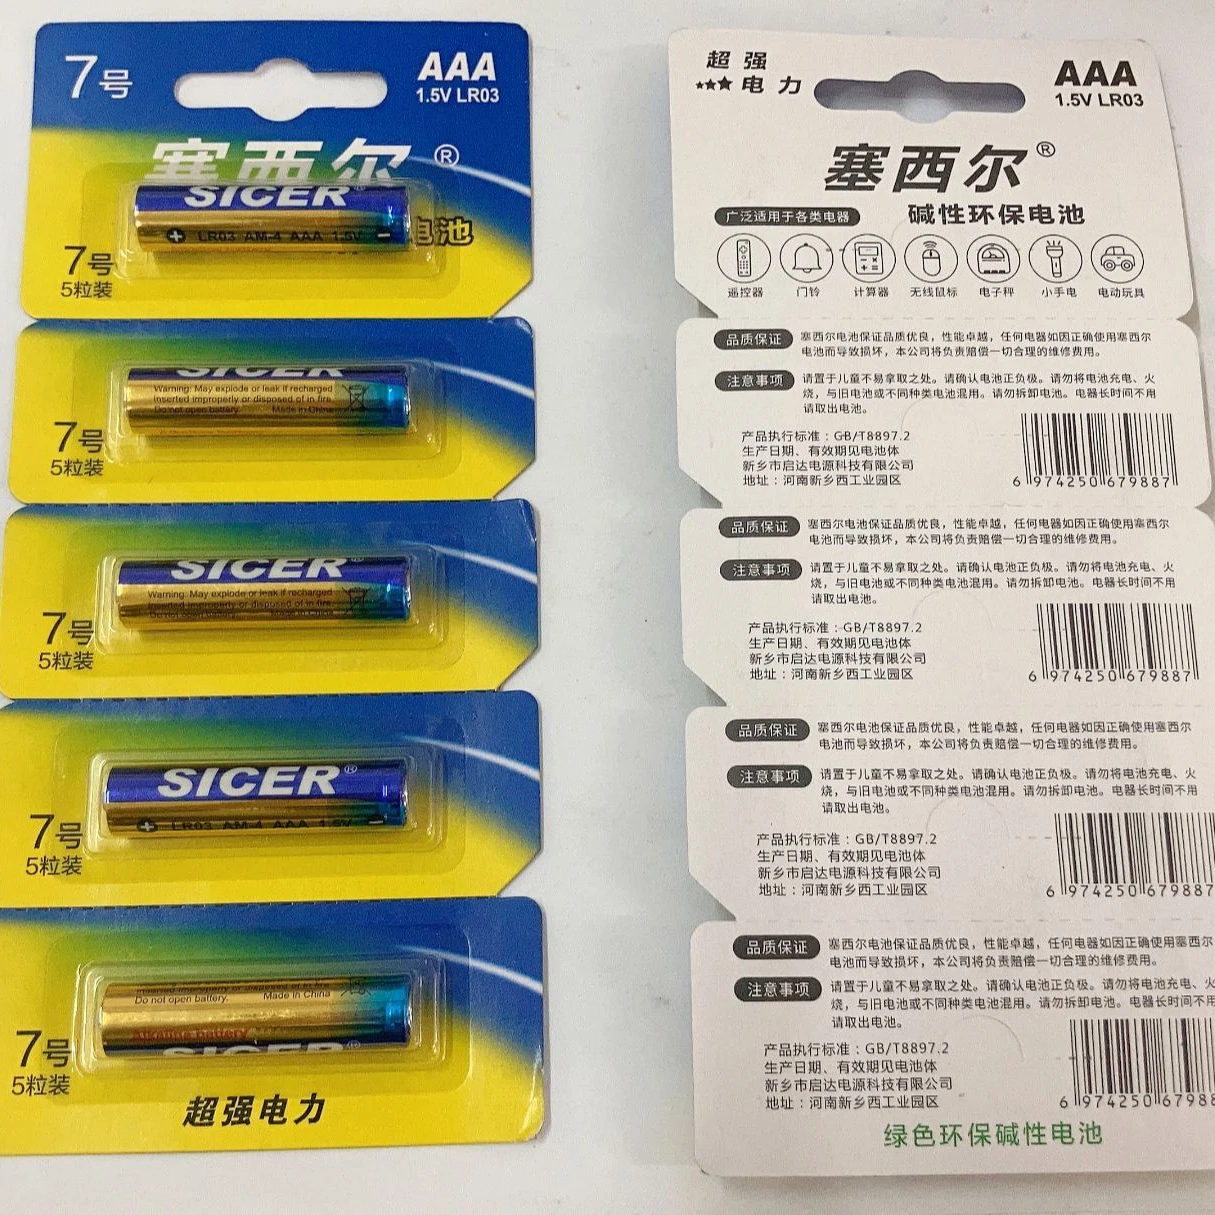 7号
AAA
1.5V LR03
塞西尔®
SICER®
LR03 AM-4 AAA 1.5V
电池
7号
5粒装
SICER
Warning: May explode or leak if recharged
inserted improperly or disposed of in fire.
Do not open battery. Made in China
7号
5粒装
SICER
Warning: May explode or leak if recharged
inserted improperly or disposed of in fire.
Do not open battery. Made in China
7号
5粒装
SICER®
LR03 AM-4 AAA 1.5V
7号
5粒装
inserted improperly or disposed of in fire.
Do not open battery. Made in China
alkaline battery
SICER
7号
5粒装
超强电力
超强
★★★电力
AAA
1.5V LR03
塞西尔®
广泛适用于各类电器
碱性环保电池
遥控器 门铃 计算器 无线鼠标 电子秤 小手电 电动玩具
品质保证 塞西尔电池保证品质优良，性能卓越，任何电器如因正确使用塞西尔
电池而导致损坏，本公司将负责赔偿一切合理的维修费用。
注意事项 请置于儿童不易拿取之处。请确认电池正负极。请勿将电池充电、火
烧，与旧电池或不同种类电池混用。请勿拆卸电池。电器长时间不用
请取出电池。
产品执行标准：GB/T8897.2
生产日期、有效期见电池体
新乡市启达电源科技有限公司
地址：河南新乡西工业园区
6 974250 679887
品质保证 塞西尔电池保证品质优良，性能卓越，任何电器如因正确使用塞西尔
电池而导致损坏，本公司将负责赔偿一切合理的维修费用。
注意事项 请置于儿童不易拿取之处。请确认电池正负极。请勿将电池充电、火
烧，与旧电池或不同种类电池混用。请勿拆卸电池。电器长时间不用
请取出电池。
产品执行标准：GB/T8897.2
生产日期、有效期见电池体
新乡市启达电源科技有限公司
地址：河南新乡西工业园区
6 974250 679887
品质保证 塞西尔电池保证品质优良，性能卓越，任何电器如因正确使用塞西尔
电池而导致损坏，本公司将负责赔偿一切合理的维修费用。
注意事项 请置于儿童不易拿取之处。请确认电池正负极。请勿将电池充电、火
烧，与旧电池或不同种类电池混用。请勿拆卸电池。电器长时间不用
请取出电池。
产品执行标准：GB/T8897.2
生产日期、有效期见电池体
新乡市启达电源科技有限公司
地址：河南新乡西工业园区
6 974250 679887
品质保证 塞西尔电池保证品质优良，性能卓越，任何电器如因正确使用塞西尔
电池而导致损坏，本公司将负责赔偿一切合理的维修费用。
注意事项 请置于儿童不易拿取之处。请确认电池正负极。请勿将电池充电、火
烧，与旧电池或不同种类电池混用。请勿拆卸电池。电器长时间不用
请取出电池。
产品执行标准：GB/T8897.2
生产日期、有效期见电池体
新乡市启达电源科技有限公司
地址：河南新乡西工业园区
6 974250 67988
绿色环保碱性电池